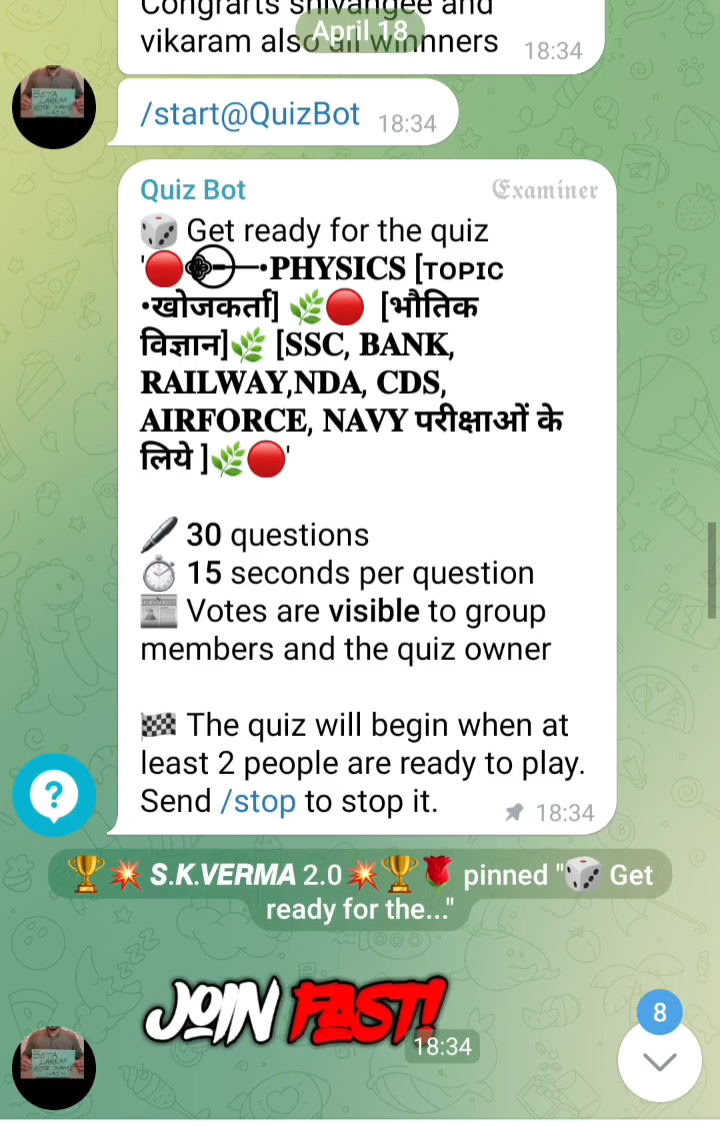 Congrarts shivangee and
April 18
vikaram also all winnners 18:34
/start@QuizBot 18:34
Quiz Bot Examiner
🎲 Get ready for the quiz
'🔴•PHYSICS [TOPIC
•खोजकर्ता] 🌿🔴 [भौतिक
विज्ञान]🌿 [SSC, BANK,
RAILWAY,NDA, CDS,
AIRFORCE, NAVY परीक्षाओं के
लिये ]🌿🔴'
🖊 30 questions
⏱ 15 seconds per question
📰 Votes are visible to group
members and the quiz owner
🏁 The quiz will begin when at
least 2 people are ready to play.
Send /stop to stop it. 18:34
🏆💥 S.K.VERMA 2.0 💥🏆🌹 pinned "🎲 Get
ready for the..."
JOIN FAST!
18:34
8